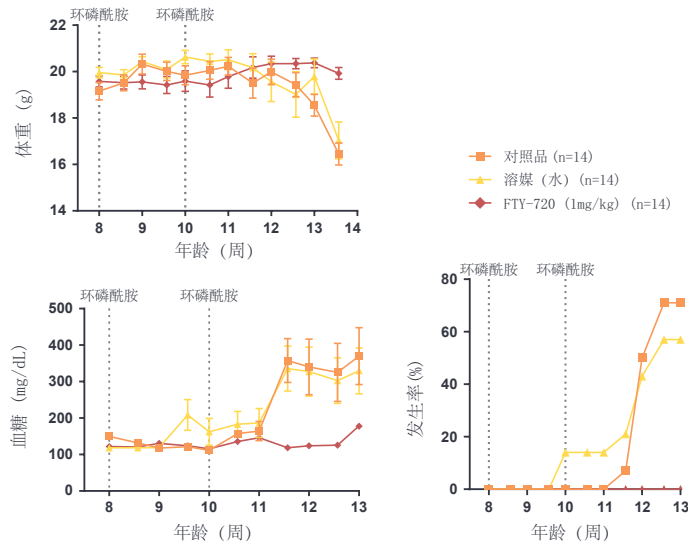 环磷酰胺 环磷酰胺
22
20
18
16
14
体重 (g)
8 9 10 11 12 13 14
年龄 (周)
对照品 (n=14)
溶媒 (水) (n=14)
FTY-720 (1mg/kg) (n=14)
环磷酰胺 环磷酰胺
500
400
300
200
100
0
血糖 (mg/dL)
8 9 10 11 12 13
年龄 (周)
环磷酰胺 环磷酰胺
80
60
40
20
0
发生率(%)
8 9 10 11 12 13
年龄 (周)